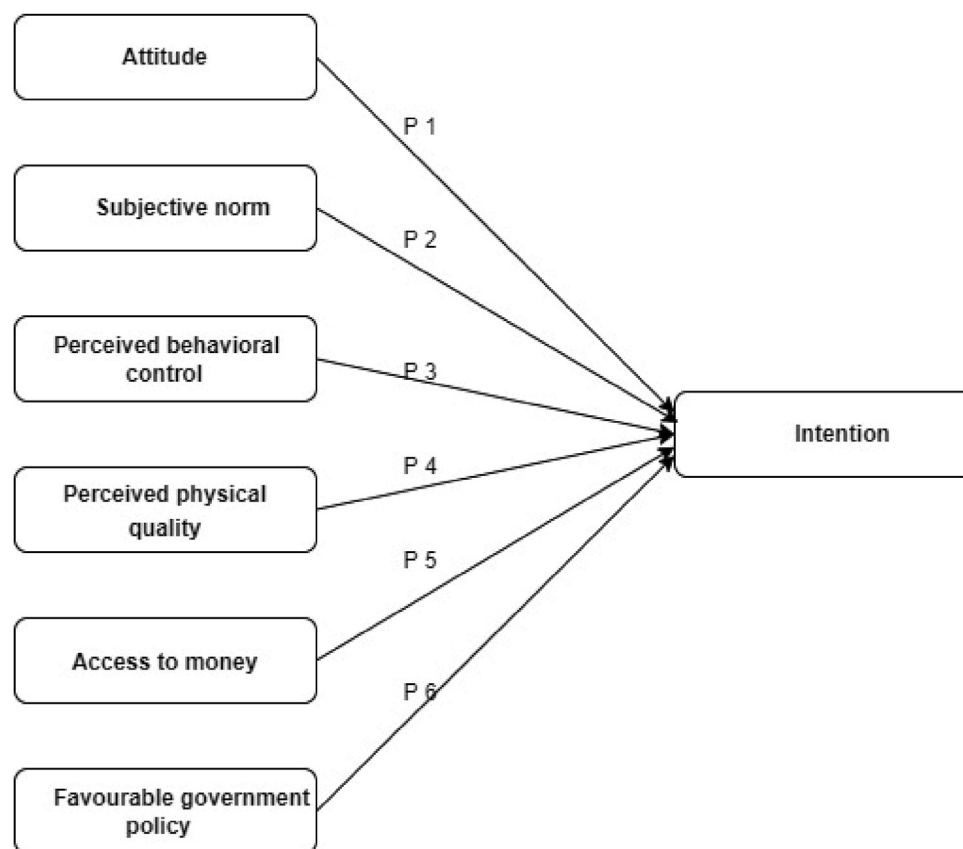 Attitude
P 1
Subjective norm
P 2
Perceived behavioral
control
P 3
Intention
Perceived physical
quality
P 4
P 5
Access to money
P 6
Favourable government
policy